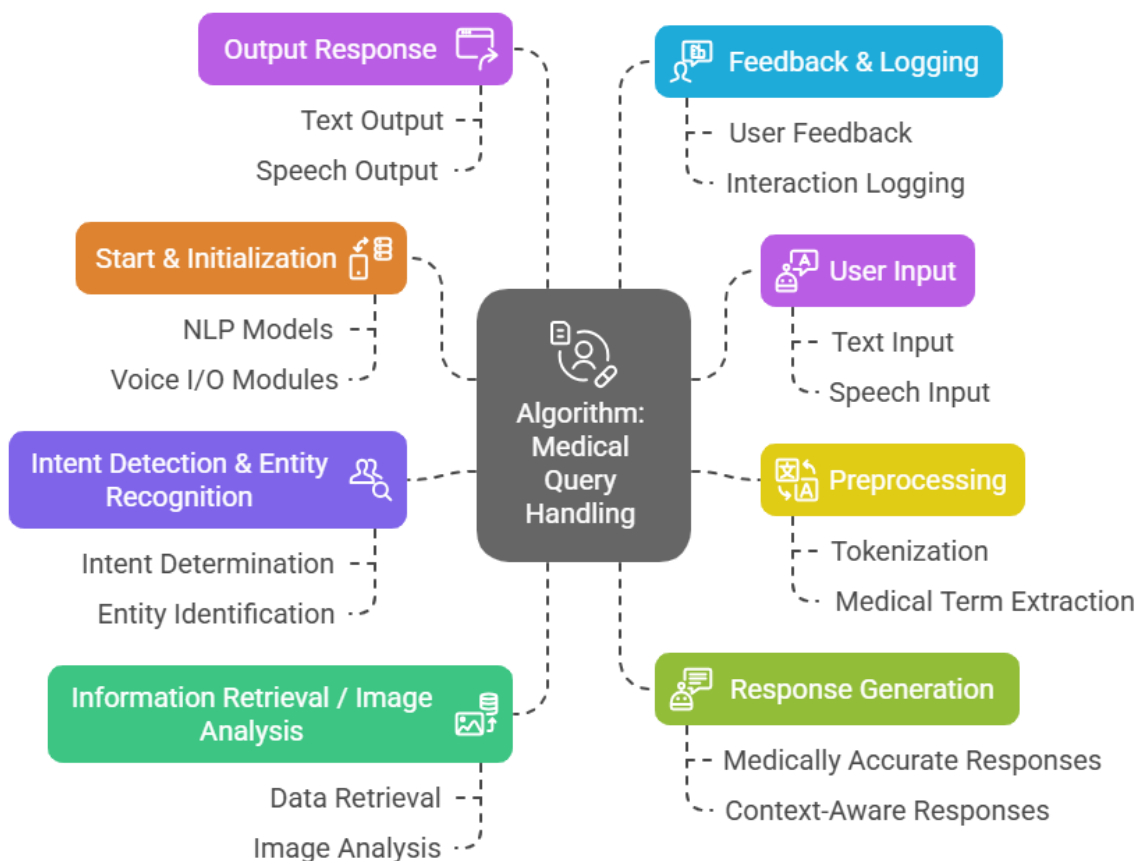 Output Response
Text Output
Speech Output
Start & Initialization
NLP Models
Voice I/O Modules
Intent Detection & Entity
Recognition
Intent Determination
Entity Identification
Information Retrieval / Image
Analysis
Data Retrieval
Image Analysis
Algorithm:
Medical
Query
Handling
Feedback & Logging
User Feedback
Interaction Logging
User Input
Text Input
Speech Input
Preprocessing
Tokenization
Medical Term Extraction
Response Generation
Medically Accurate Responses
Context-Aware Responses